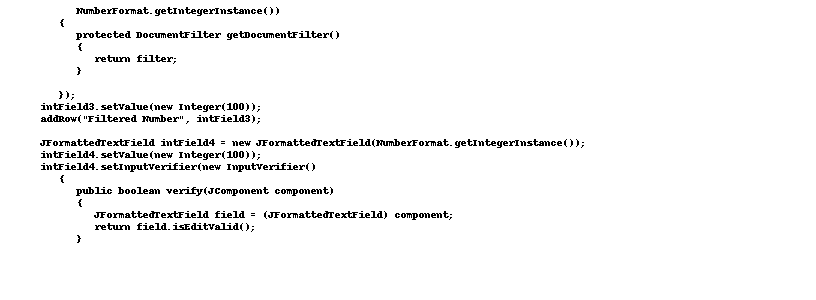 NumberFormat.getIntegerInstance())
{
protected DocumentFilter getDocumentFilter()
{
return filter;
}
});
intField3.setValue(new Integer(100));
addRow("Filtered Number", intField3);
JFormattedTextField intField4 = new JFormattedTextField(NumberFormat.getIntegerInstance());
intField4.setValue(new Integer(100));
intField4.setInputVerifier(new InputVerifier()
{
public boolean verify(JComponent component)
{
JFormattedTextField field = (JFormattedTextField) component;
return field.isEditValid();
}